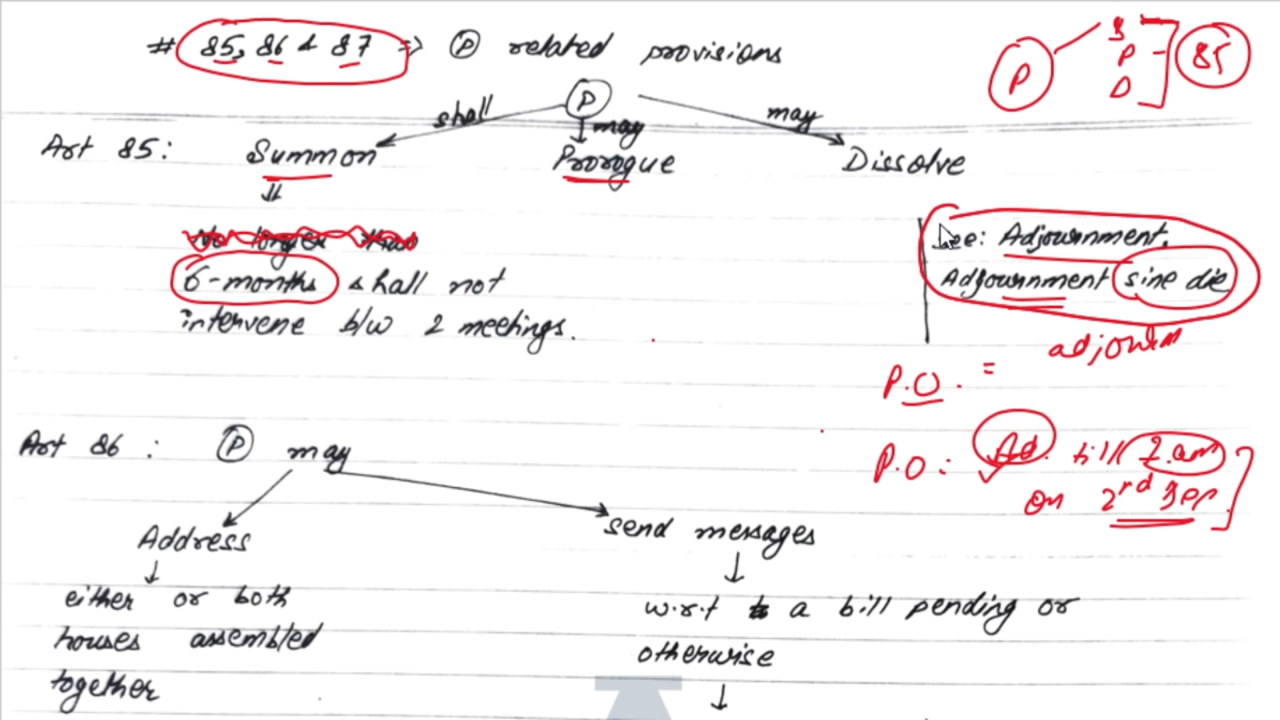 # 85, 86 & 87 => Ⓟ related provisions
P S P D 85
P
shall may may
Art 85: Summon Prorogue Dissolve
6-months shall not
intervene b/w 2 meetings.
See: Adjournment,
Adjournment sine die
adjourn
P.O. =
P.O: Ad. till
on 2nd Sep
Art 86 : Ⓟ may
Address send messages
either or both
houses assembled
together
w.r.t a bill pending or
otherwise